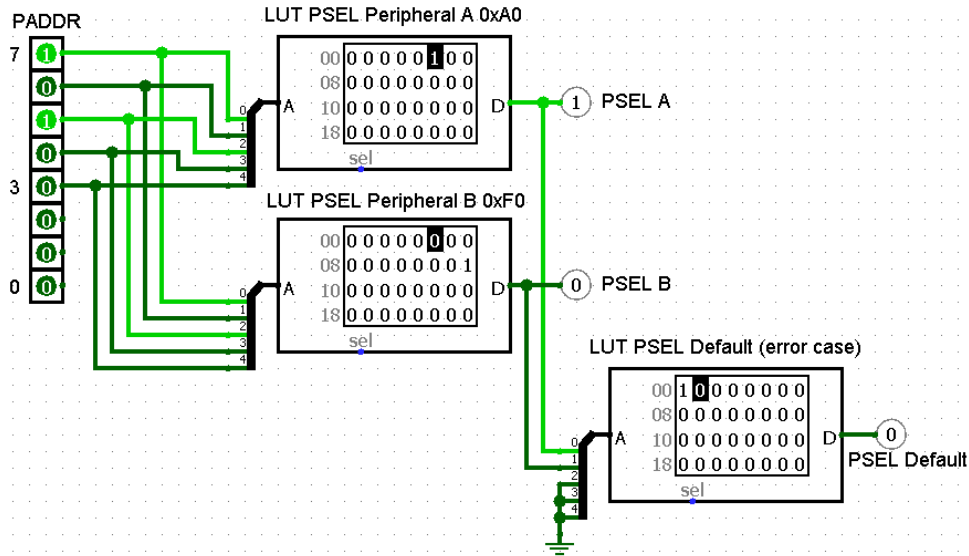 PADDR
7
1
0
1
0
3
0
0
0
0
0
LUT PSEL Peripheral A 0xA0
0
1
2
3
4
A
00 0 0 0 0 0 1 0 0
08 0 0 0 0 0 0 0 0
10 0 0 0 0 0 0 0 0
18 0 0 0 0 0 0 0 0
D
sel
1 PSEL A
LUT PSEL Peripheral B 0xF0
0
1
2
3
4
A
00 0 0 0 0 0 0 0 0
08 0 0 0 0 0 0 0 1
10 0 0 0 0 0 0 0 0
18 0 0 0 0 0 0 0 0
D
sel
0 PSEL B
LUT PSEL Default (error case)
0
1
2
3
4
A
00 1 0 0 0 0 0 0 0
08 0 0 0 0 0 0 0 0
10 0 0 0 0 0 0 0 0
18 0 0 0 0 0 0 0 0
D
sel
0
PSEL Default